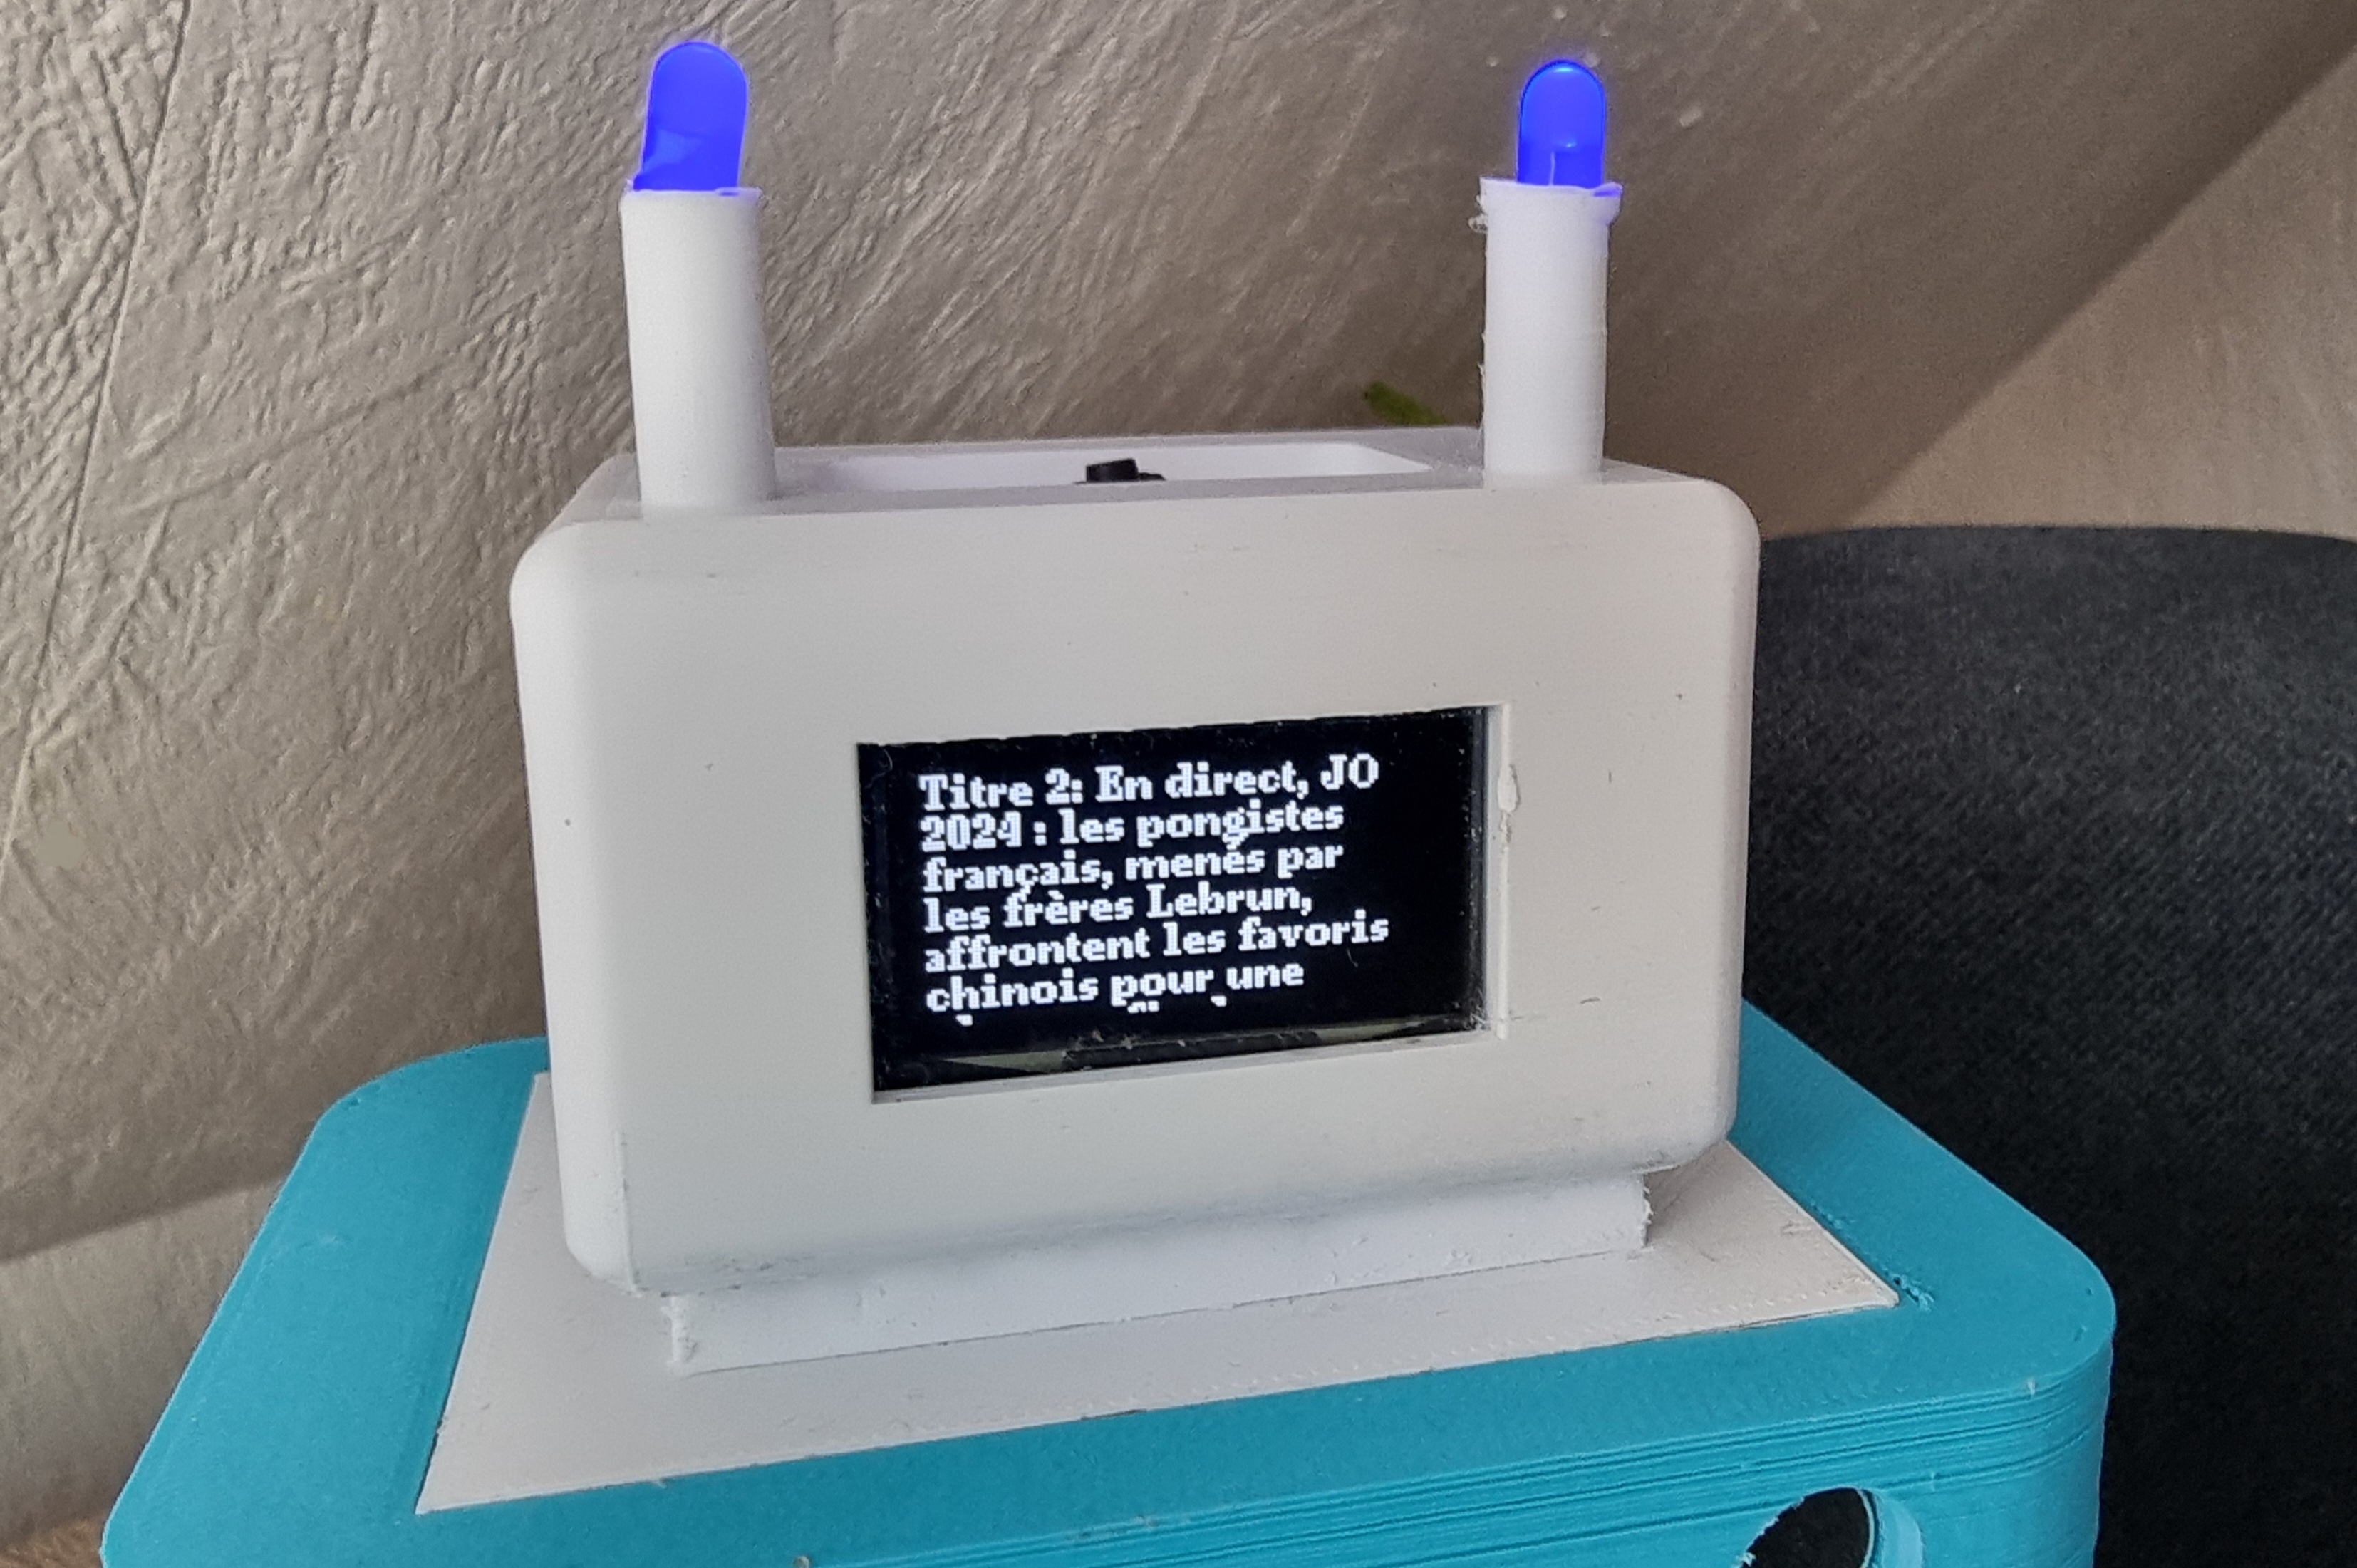 Titre 2: En direct, JO
2024 : les pongistes
français, menés par
les frères Lebrun,
affrontent les favoris
chinois pour une